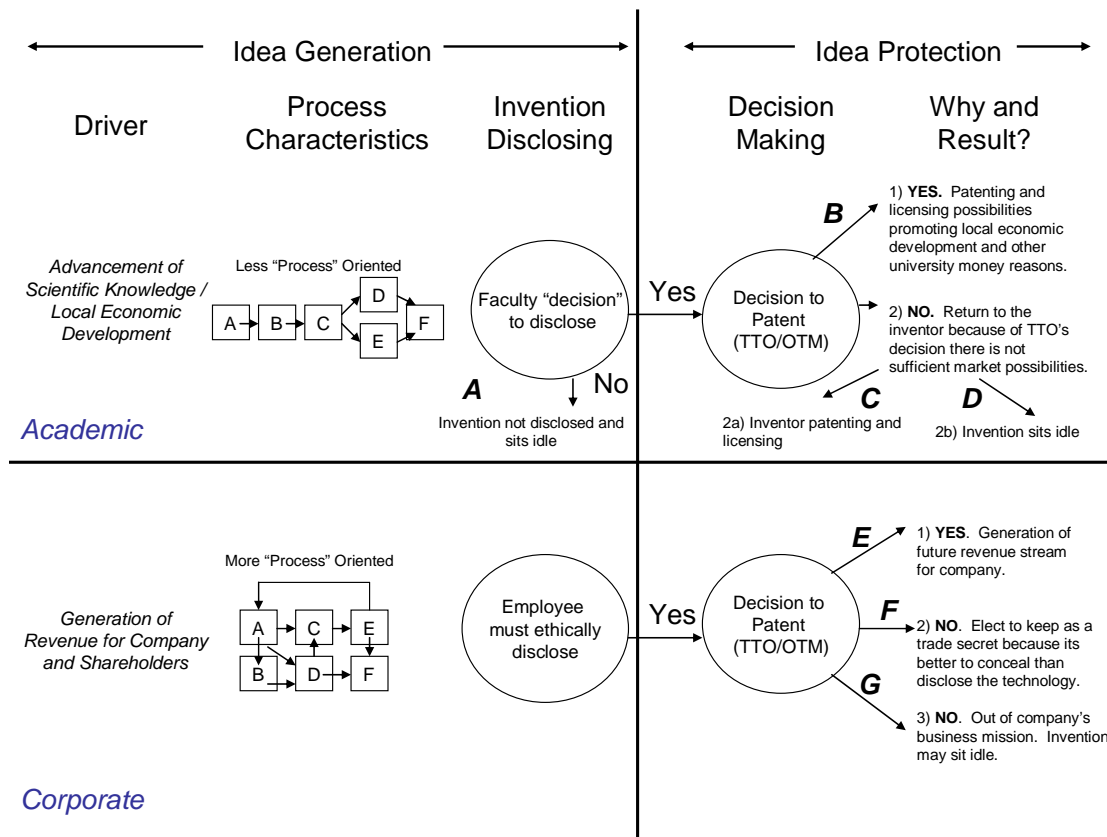 Idea Generation
Idea Protection
Driver
Process
Characteristics
Invention
Disclosing
Decision
Making
Why and
Result?
Advancement of
Scientific Knowledge /
Local Economic
Development
Less “Process” Oriented
A
B
C
D
E
F
Faculty “decision”
to disclose
Yes
No
A
Invention not disclosed and
sits idle
Decision to
Patent
(TTO/OTM)
B
1) YES. Patenting and
licensing possibilities
promoting local economic
development and other
university money reasons.
2) NO. Return to the
inventor because of TTO’s
decision there is not
sufficient market possibilities.
C
D
2a) Inventor patenting and
licensing
2b) Invention sits idle
Academic
Generation of
Revenue for Company
and Shareholders
More “Process” Oriented
A
C
E
B
D
F
Employee
must ethically
disclose
Yes
Decision to
Patent
(TTO/OTM)
E
1) YES. Generation of
future revenue stream
for company.
F
2) NO. Elect to keep as a
trade secret because its
better to conceal than
disclose the technology.
G
3) NO. Out of company’s
business mission. Invention
may sit idle.
Corporate